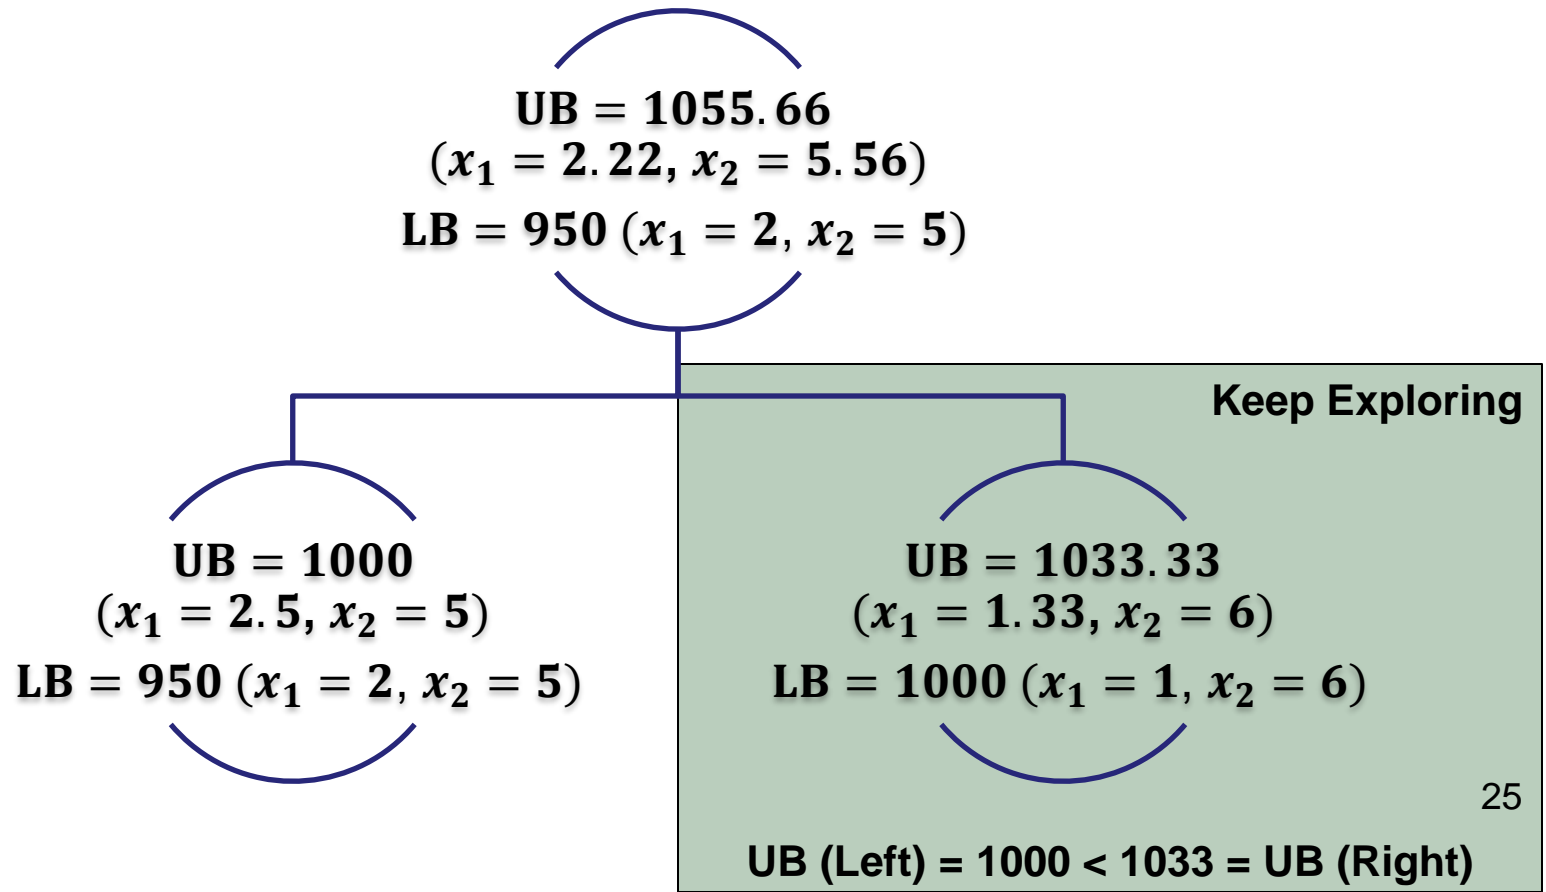 UB = 1055.66
(x₁ = 2.22, x₂ = 5.56)
LB = 950 (x₁ = 2, x₂ = 5)
Keep Exploring
UB = 1000
(x₁ = 2.5, x₂ = 5)
LB = 950 (x₁ = 2, x₂ = 5)
UB = 1033.33
(x₁ = 1.33, x₂ = 6)
LB = 1000 (x₁ = 1, x₂ = 6)
25
UB (Left) = 1000 < 1033 = UB (Right)